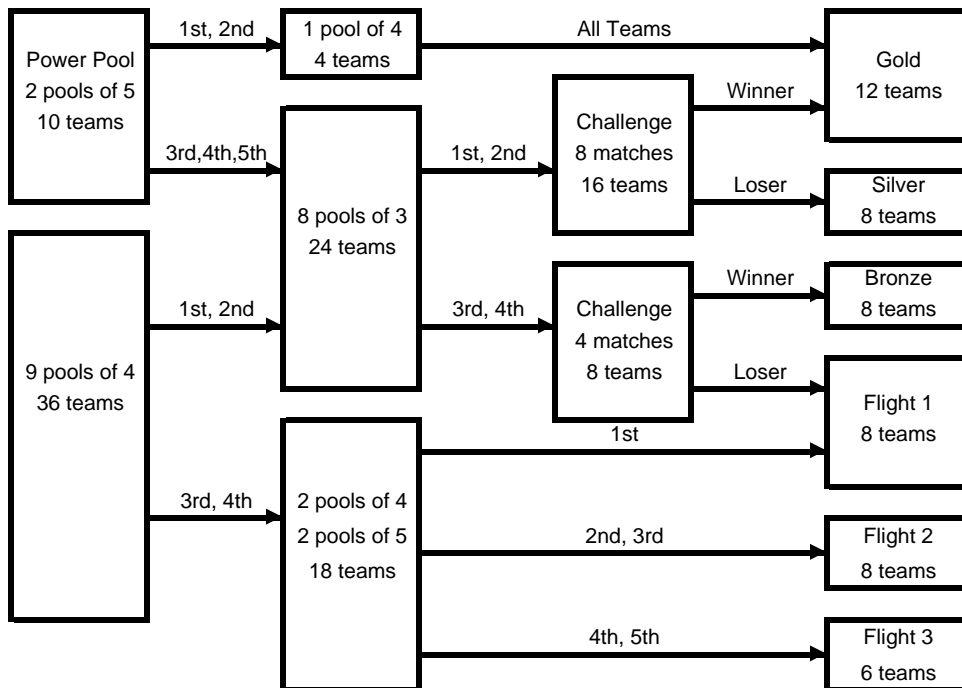 Power Pool
2 pools of 5
10 teams
1st, 2nd
3rd,4th,5th
1 pool of 4
4 teams
All Teams
Gold
12 teams
9 pools of 4
36 teams
1st, 2nd
3rd, 4th
8 pools of 3
24 teams
1st, 2nd
3rd, 4th
Challenge
8 matches
16 teams
Winner
Loser
Silver
8 teams
Challenge
4 matches
8 teams
Winner
Loser
Bronze
8 teams
Flight 1
8 teams
2 pools of 4
2 pools of 5
18 teams
1st
2nd, 3rd
4th, 5th
Flight 2
8 teams
Flight 3
6 teams